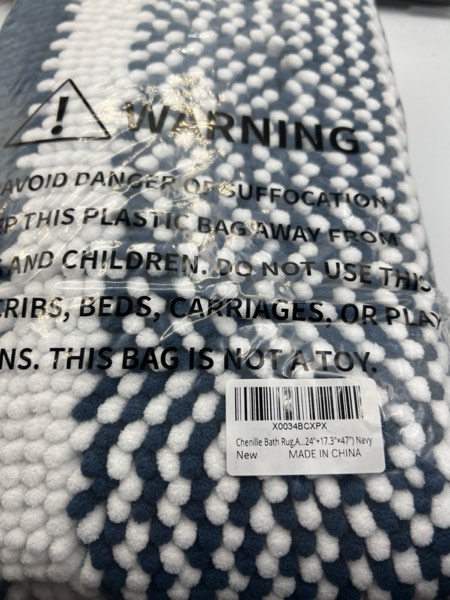 WARNING
AVOID DANGER OF SUFFOCATION,
THIS PLASTIC BAG AWAY FROM
AND CHILDREN. DO NOT USE THIS
CRIBS, BEDS, CARRIAGES, OR PLAY
NS. THIS BAG IS NOT A TOY.
X0034BCXPX
Chenille Bath Rug,A...24"+17.3"×47") Navy
New MADE IN CHINA